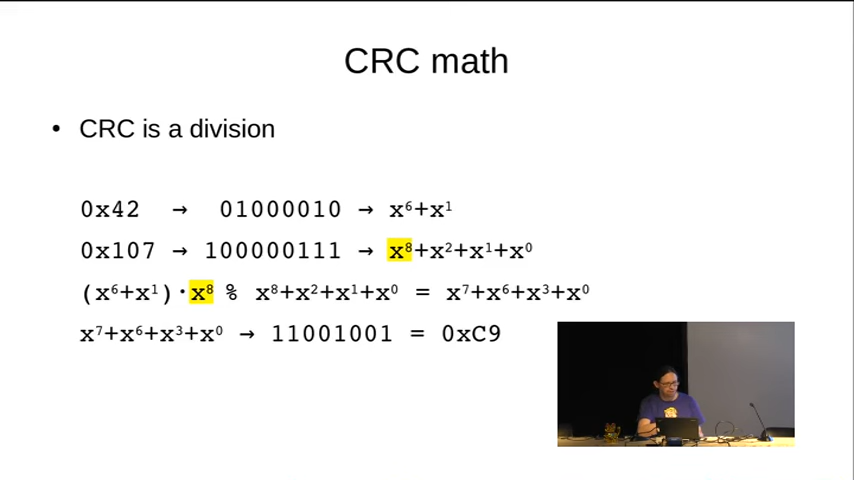 CRC math
• CRC is a division
0x42 → 01000010 → x⁶+x¹
0x107 → 100000111 → x⁸+x²+x¹+x⁰
(x⁶+x¹)·x⁸ % x⁸+x²+x¹+x⁰ = x⁷+x⁶+x³+x⁰
x⁷+x⁶+x³+x⁰ → 11001001 = 0xC9